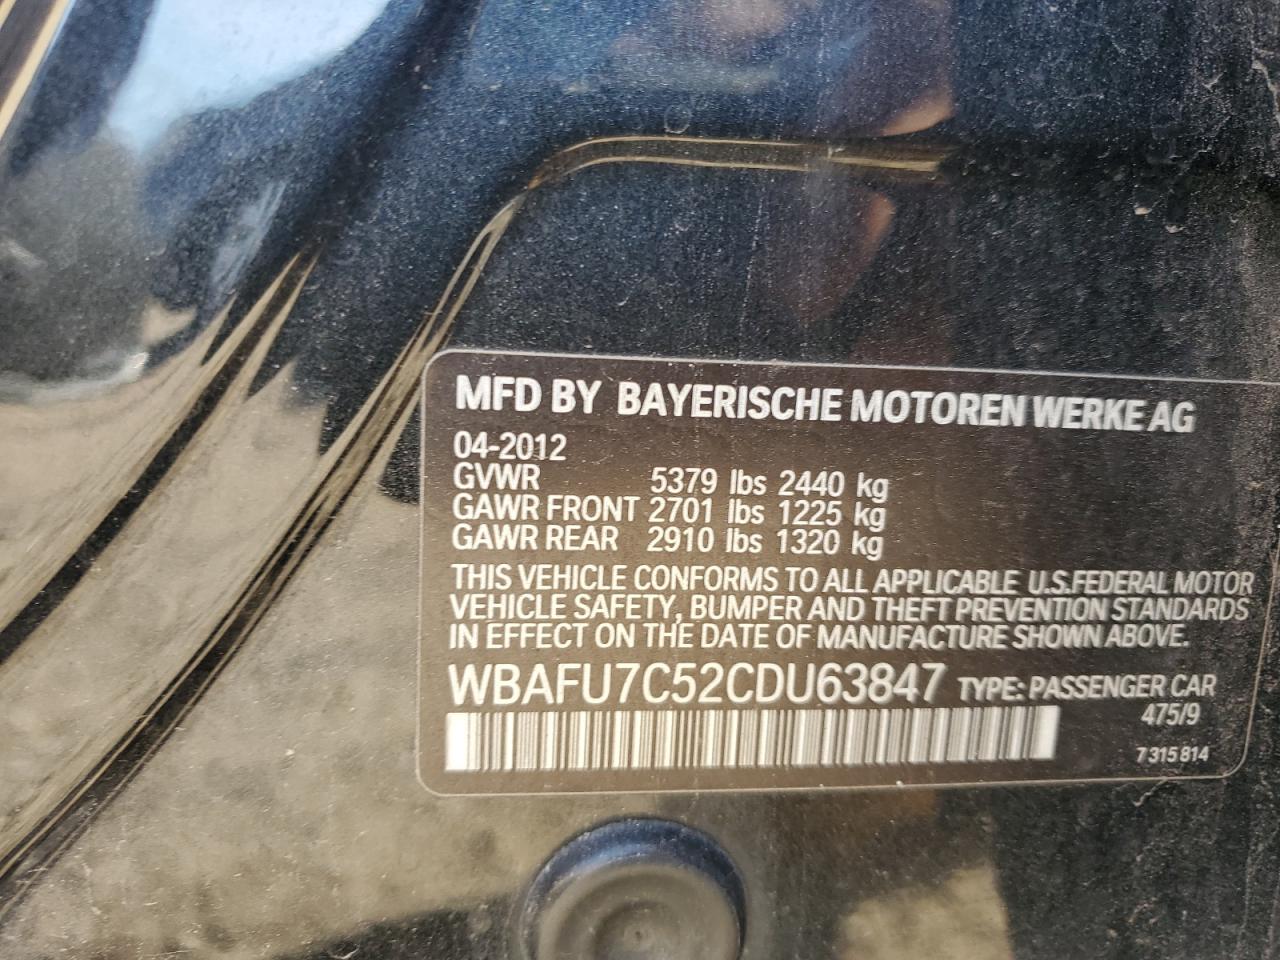 MFD BY BAYERISCHE MOTOREN WERKE AG
04-2012
GVWR 5379 lbs 2440 kg
GAWR FRONT 2701 lbs 1225 kg
GAWR REAR 2910 lbs 1320 kg
THIS VEHICLE CONFORMS TO ALL APPLICABLE U.S.FEDERAL MOTOR
VEHICLE SAFETY, BUMPER AND THEFT PREVENTION STANDARDS
IN EFFECT ON THE DATE OF MANUFACTURE SHOWN ABOVE.
WBAFU7C52CDU63847 TYPE: PASSENGER CAR
475/9
7 315 814